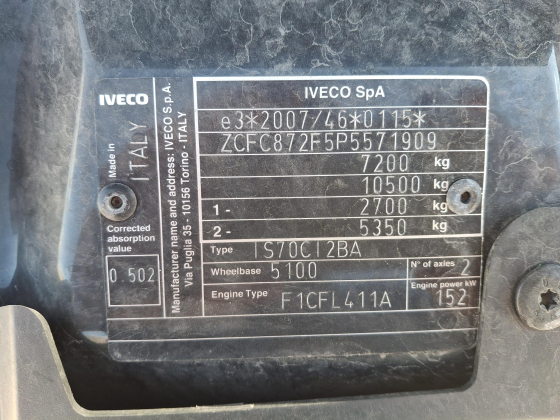 IVECO
Made in
ITALY
Corrected
absorption
value
0.502
Manufacturer name and address: IVECO S.p.A.
Via Puglia 35 - 10156 Torino - ITALY
IVECO SpA
e3*2007/46*0115*
ZCFC872F5P5571909
7200 kg
10500 kg
1 - 2700 kg
2 - 5350 kg
Type IS70CI2BA
Wheelbase 5100 N° of axles 2
Engine Type F1CFL411A Engine power kW 152